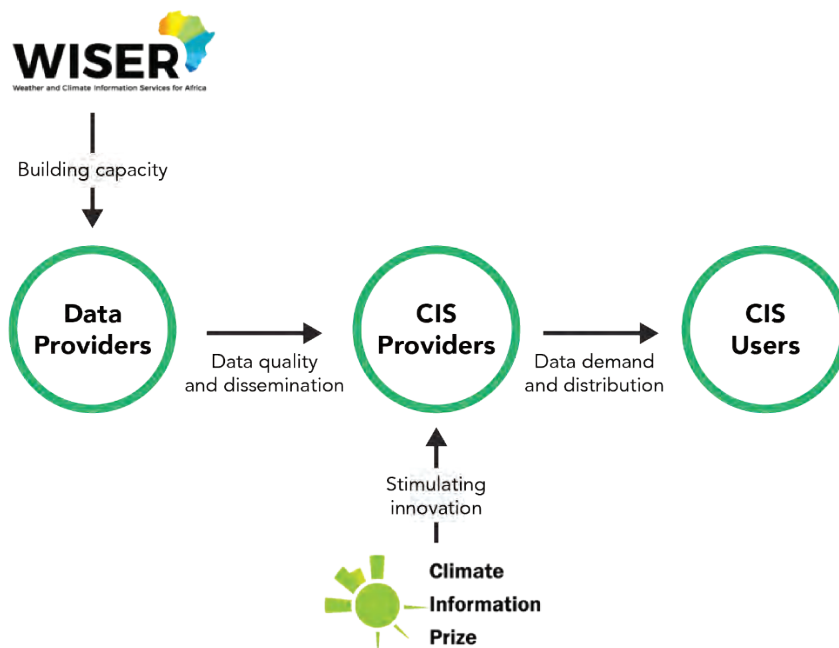 WISER
Weather and Climate Information Services for Africa
Building capacity
Data
Providers
Data quality
and dissemination
CIS
Providers
Data demand
and distribution
CIS
Users
Stimulating
innovation
Climate
Information
Prize